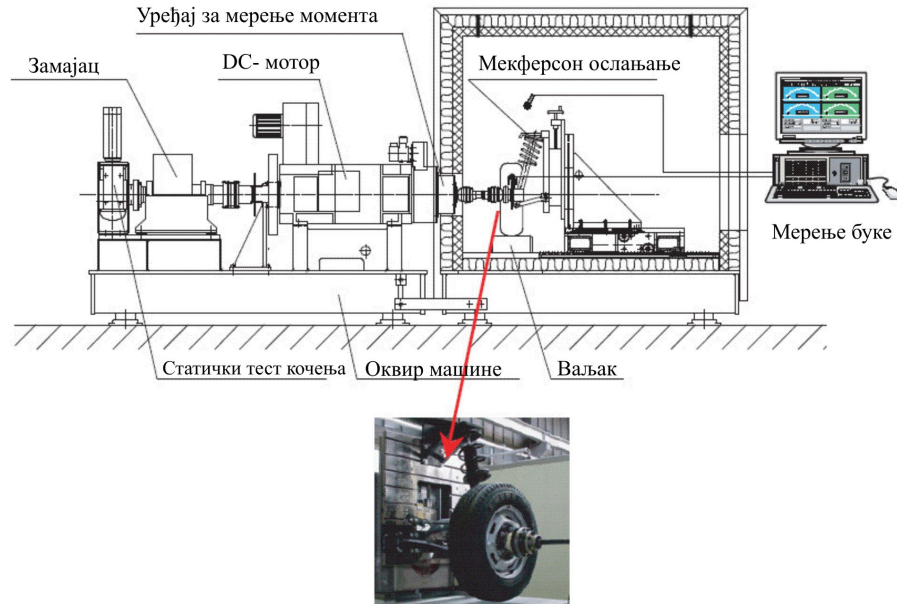 Уређај за мерење момента
Замајац
DC- мотор
Мекферсон ослањање
Мерење буке
Статички тест кочења
Оквир машине
Ваљак